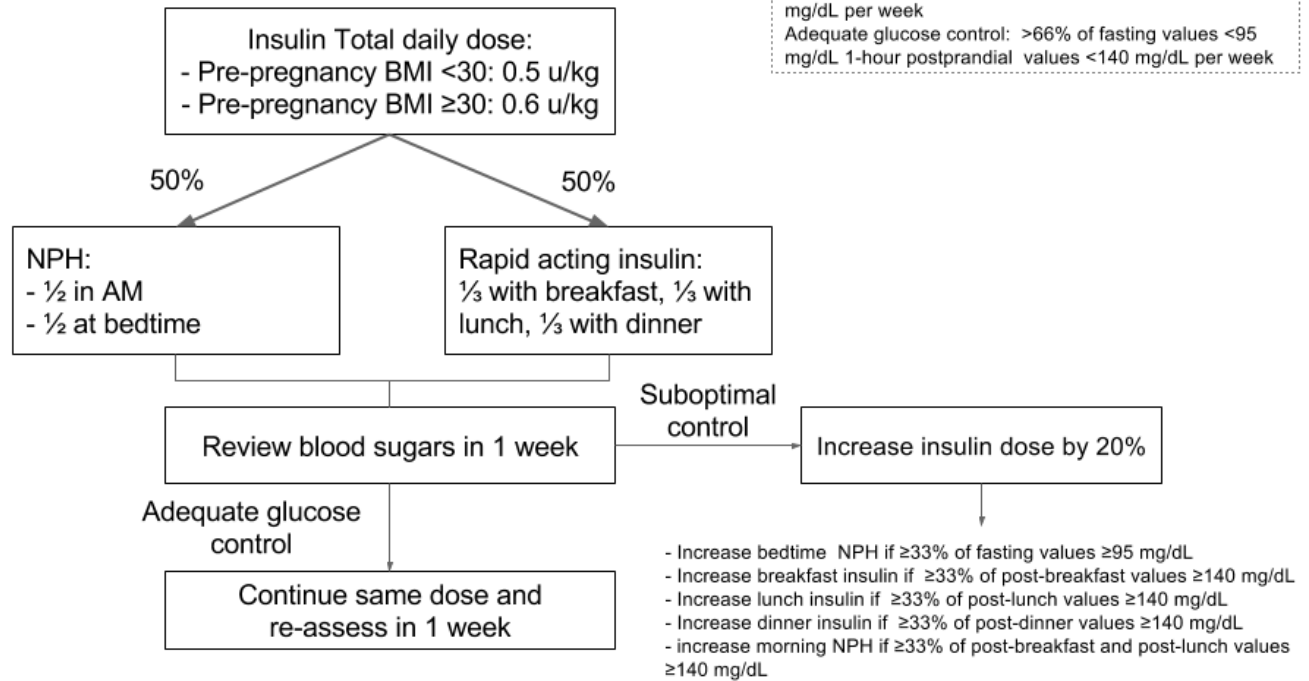 mg/dL per week
Adequate glucose control: >66% of fasting values <95
mg/dL 1-hour postprandial values <140 mg/dL per week
Insulin Total daily dose:
- Pre-pregnancy BMI <30: 0.5 u/kg
- Pre-pregnancy BMI ≥30: 0.6 u/kg
50%
50%
NPH:
- ½ in AM
- ½ at bedtime
Rapid acting insulin:
⅓ with breakfast, ⅓ with
lunch, ⅓ with dinner
Review blood sugars in 1 week
Suboptimal
control
Increase insulin dose by 20%
Adequate glucose
control
Continue same dose and
re-assess in 1 week
- Increase bedtime NPH if ≥33% of fasting values ≥95 mg/dL
- Increase breakfast insulin if ≥33% of post-breakfast values ≥140 mg/dL
- Increase lunch insulin if ≥33% of post-lunch values ≥140 mg/dL
- Increase dinner insulin if ≥33% of post-dinner values ≥140 mg/dL
- increase morning NPH if ≥33% of post-breakfast and post-lunch values
≥140 mg/dL